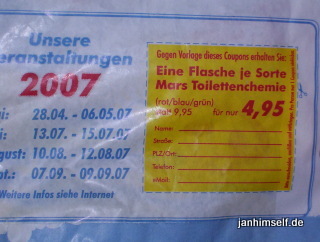 Unsere
eranstaltungen
2007
i: 28.04. - 06.05.07
i: 13.07. - 15.07.07
gust: 10.08. - 12.08.07
t.: 07.09. - 09.09.07
Weitere Infos siehe Internet
Gegen Vorlage dieses Coupons erhalten Sie:
Eine Flasche je Sorte
Mars Toilettenchemie
(rot/blau/grün)
statt 9,95 für nur 4,95
Name:
Straße:
PLZ/Ort:
Telefon:
eMail:
janhimself.de